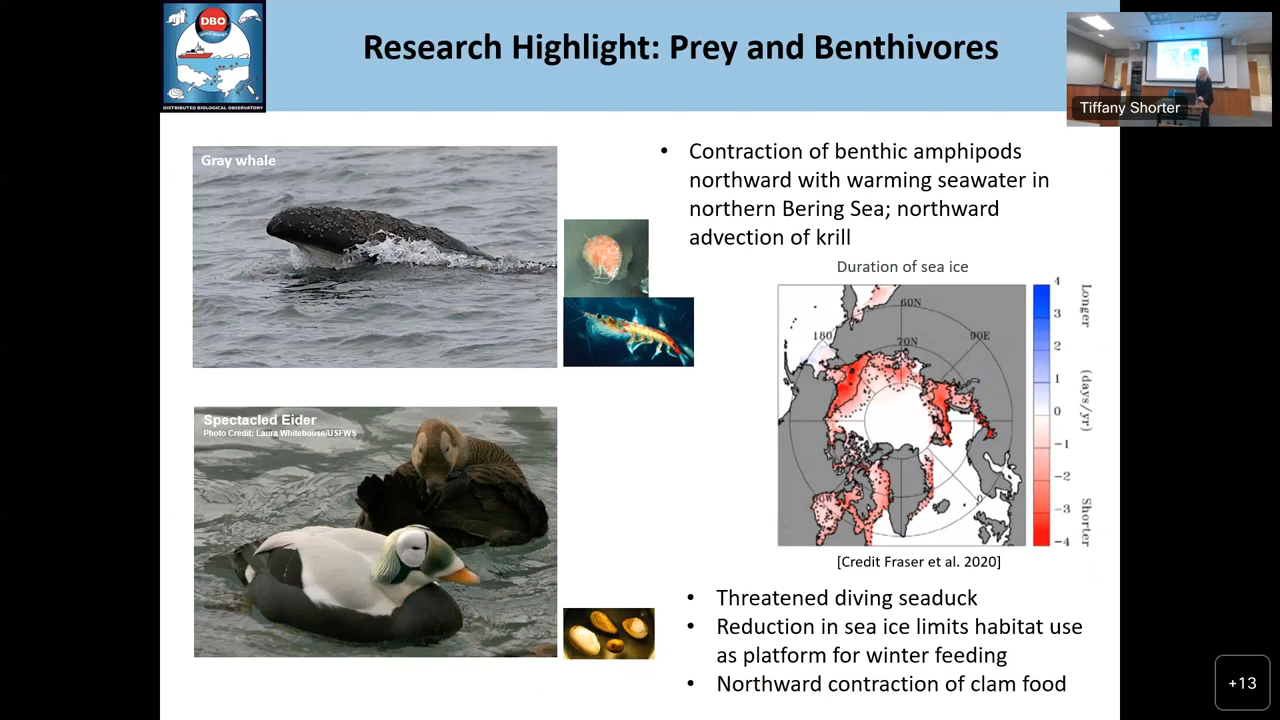 DBO
DISTRIBUTED BIOLOGICAL OBSERVATORY
Research Highlight: Prey and Benthivores
Tiffany Shorter
Gray whale
• Contraction of benthic amphipods
northward with warming seawater in
northern Bering Sea; northward
advection of krill
Duration of sea ice
60N
180
70N
90E
0
4
3
2
1
0
−1
−2
−3
−4
Longer
(days/yr)
Shorter
[Credit Fraser et al. 2020]
Spectacled Eider
Photo Credit: Laura Whitehouse/USFWS
• Threatened diving seaduck
• Reduction in sea ice limits habitat use
as platform for winter feeding
• Northward contraction of clam food
+13